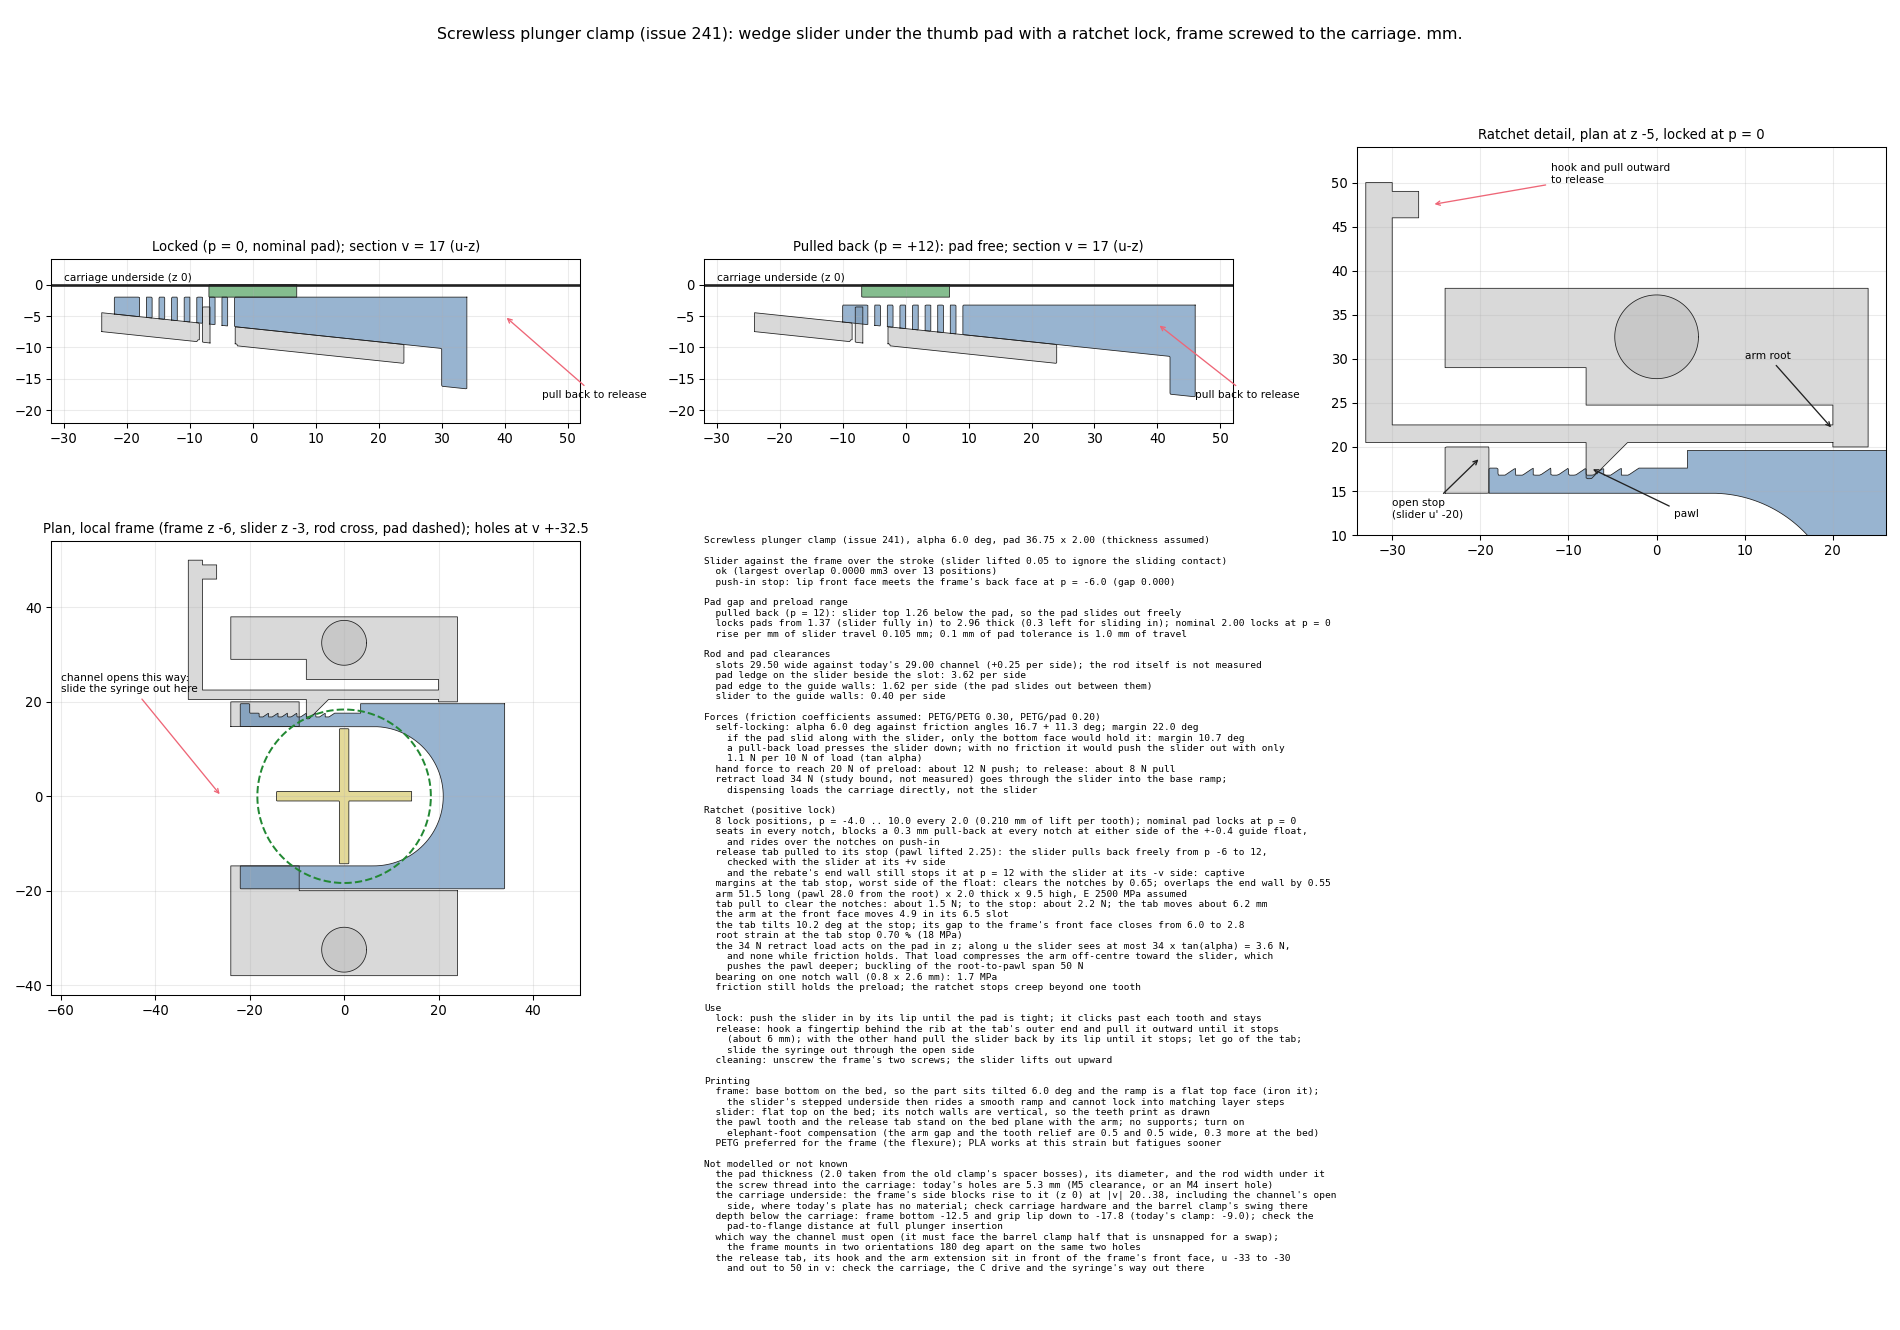 Screwless plunger clamp (issue 241): wedge slider under the thumb pad with a ratchet lock, frame screwed to the carriage. mm.
Locked (p = 0, nominal pad); section v = 17 (u-z)
carriage underside (z 0)
pull back to release
0
−5
−10
−15
−20
−30 −20 −10 0 10 20 30 40 50
Pulled back (p = +12): pad free; section v = 17 (u-z)
carriage underside (z 0)
pull back to release
0
−5
−10
−15
−20
−30 −20 −10 0 10 20 30 40 50
Ratchet detail, plan at z -5, locked at p = 0
hook and pull outward
to release
arm root
open stop
(slider u' -20)
pawl
50
45
40
35
30
25
20
15
10
−30 −20 −10 0 10 20
Plan, local frame (frame z -6, slider z -3, rod cross, pad dashed); holes at v +-32.5
channel opens this way:
slide the syringe out here
40
20
0
−20
−40
−60 −40 −20 0 20 40
Screwless plunger clamp (issue 241), alpha 6.0 deg, pad 36.75 x 2.00 (thickness assumed)
Slider against the frame over the stroke (slider lifted 0.05 to ignore the sliding contact)
ok (largest overlap 0.0000 mm3 over 13 positions)
push-in stop: lip front face meets the frame's back face at p = -6.0 (gap 0.000)
Pad gap and preload range
pulled back (p = 12): slider top 1.26 below the pad, so the pad slides out freely
locks pads from 1.37 (slider fully in) to 2.96 thick (0.3 left for sliding in); nominal 2.00 locks at p = 0
rise per mm of slider travel 0.105 mm; 0.1 mm of pad tolerance is 1.0 mm of travel
Rod and pad clearances
slots 29.50 wide against today's 29.00 channel (+0.25 per side); the rod itself is not measured
pad ledge on the slider beside the slot: 3.62 per side
pad edge to the guide walls: 1.62 per side (the pad slides out between them)
slider to the guide walls: 0.40 per side
Forces (friction coefficients assumed: PETG/PETG 0.30, PETG/pad 0.20)
self-locking: alpha 6.0 deg against friction angles 16.7 + 11.3 deg; margin 22.0 deg
if the pad slid along with the slider, only the bottom face would hold it: margin 10.7 deg
a pull-back load presses the slider down; with no friction it would push the slider out with only
1.1 N per 10 N of load (tan alpha)
hand force to reach 20 N of preload: about 12 N push; to release: about 8 N pull
retract load 34 N (study bound, not measured) goes through the slider into the base ramp;
dispensing loads the carriage directly, not the slider
Ratchet (positive lock)
8 lock positions, p = -4.0 .. 10.0 every 2.0 (0.210 mm of lift per tooth); nominal pad locks at p = 0
seats in every notch, blocks a 0.3 mm pull-back at every notch at either side of the +-0.4 guide float,
and rides over the notches on push-in
release tab pulled to its stop (pawl lifted 2.25): the slider pulls back freely from p -6 to 12,
checked with the slider at its +v side
and the rebate's end wall still stops it at p = 12 with the slider at its -v side: captive
margins at the tab stop, worst side of the float: clears the notches by 0.65; overlaps the end wall by 0.55
arm 51.5 long (pawl 28.0 from the root) x 2.0 thick x 9.5 high, E 2500 MPa assumed
tab pull to clear the notches: about 1.5 N; to the stop: about 2.2 N; the tab moves about 6.2 mm
the arm at the front face moves 4.9 in its 6.5 slot
the tab tilts 10.2 deg at the stop; its gap to the frame's front face closes from 6.0 to 2.8
root strain at the tab stop 0.70 % (18 MPa)
the 34 N retract load acts on the pad in z; along u the slider sees at most 34 x tan(alpha) = 3.6 N,
and none while friction holds. That load compresses the arm off-centre toward the slider, which
pushes the pawl deeper; buckling of the root-to-pawl span 50 N
bearing on one notch wall (0.8 x 2.6 mm): 1.7 MPa
friction still holds the preload; the ratchet stops creep beyond one tooth
Use
lock: push the slider in by its lip until the pad is tight; it clicks past each tooth and stays
release: hook a fingertip behind the rib at the tab's outer end and pull it outward until it stops
(about 6 mm); with the other hand pull the slider back by its lip until it stops; let go of the tab;
slide the syringe out through the open side
cleaning: unscrew the frame's two screws; the slider lifts out upward
Printing
frame: base bottom on the bed, so the part sits tilted 6.0 deg and the ramp is a flat top face (iron it);
the slider's stepped underside then rides a smooth ramp and cannot lock into matching layer steps
slider: flat top on the bed; its notch walls are vertical, so the teeth print as drawn
the pawl tooth and the release tab stand on the bed plane with the arm; no supports; turn on
elephant-foot compensation (the arm gap and the tooth relief are 0.5 and 0.5 wide, 0.3 more at the bed)
PETG preferred for the frame (the flexure); PLA works at this strain but fatigues sooner
Not modelled or not known
the pad thickness (2.0 taken from the old clamp's spacer bosses), its diameter, and the rod width under it
the screw thread into the carriage: today's holes are 5.3 mm (M5 clearance, or an M4 insert hole)
the carriage underside: the frame's side blocks rise to it (z 0) at |v| 20..38, including the channel's open
side, where today's plate has no material; check carriage hardware and the barrel clamp's swing there
depth below the carriage: frame bottom -12.5 and grip lip down to -17.8 (today's clamp: -9.0); check the
pad-to-flange distance at full plunger insertion
which way the channel must open (it must face the barrel clamp half that is unsnapped for a swap);
the frame mounts in two orientations 180 deg apart on the same two holes
the release tab, its hook and the arm extension sit in front of the frame's front face, u -33 to -30
and out to 50 in v: check the carriage, the C drive and the syringe's way out there